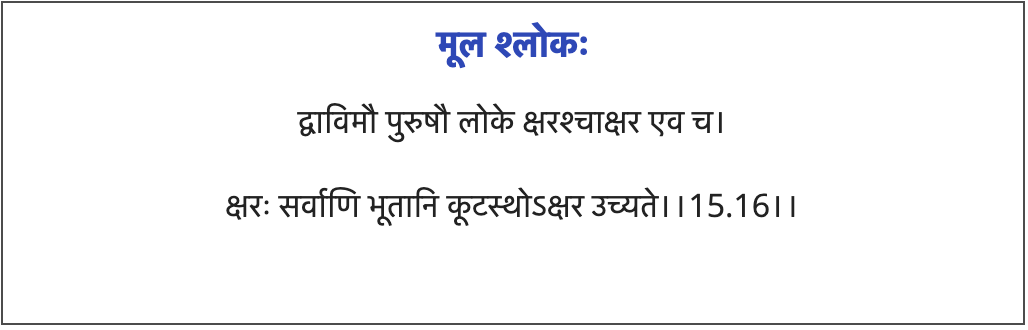 मूल श्लोकः
द्वाविमौ पुरुषौ लोके क्षरश्चाक्षर एव च।
क्षरः सर्वाणि भूतानि कूटस्थोऽक्षर उच्यते।।15.16।।